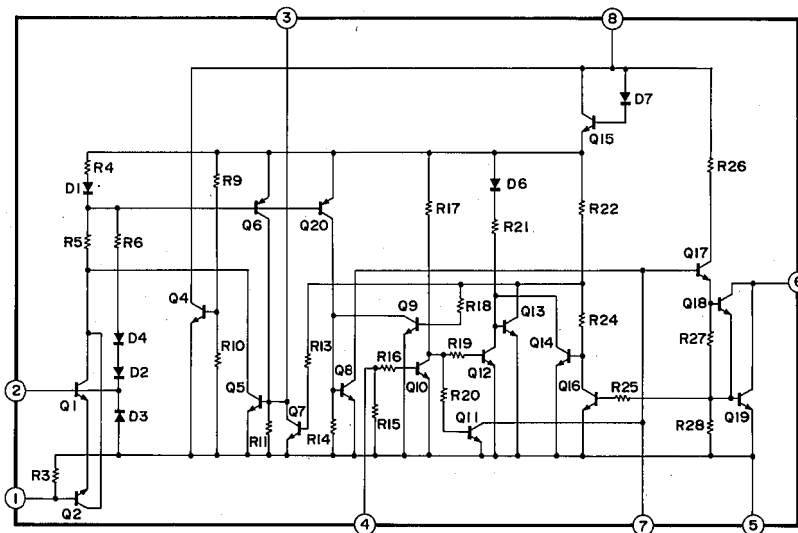 3
8
D7
Q15
R4
R9
R26
D1
D6
Q6
Q20
R17
R22
R5
R6
R21
Q17
Q4
Q9
R18
Q13
Q18
6
D4
R10
R13
R24
R27
Q14
R19
Q8
R16
2
D2
Q12
Q16
R25
Q1
D3
Q5
Q10
Q19
R11
Q7
R14
R15
R20
Q11
R28
R3
1
Q2
4
7
5